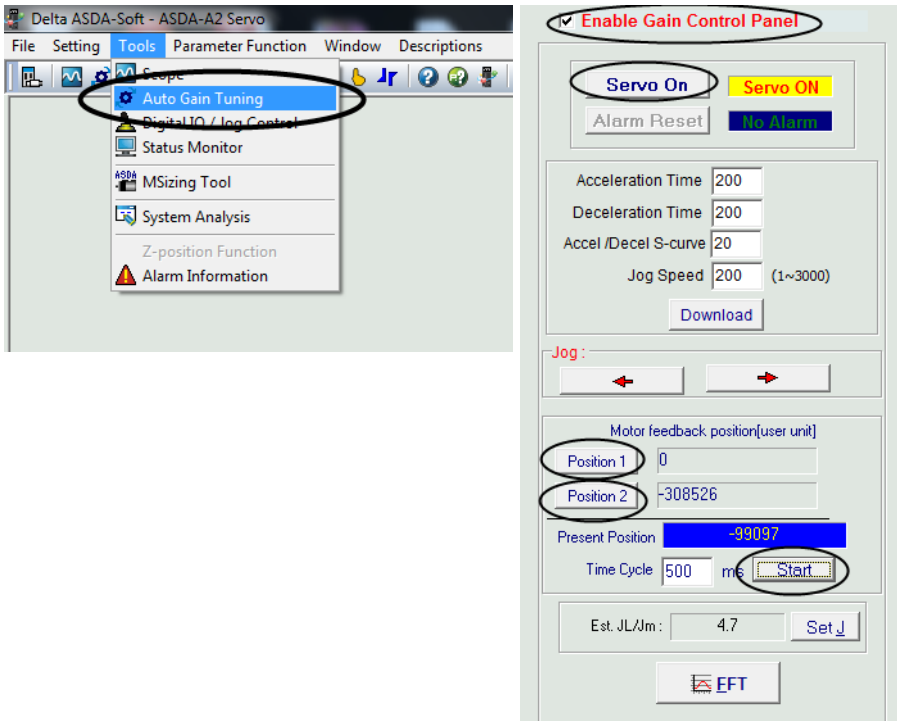 Delta ASDA-Soft - ASDA-A2 Servo
File Setting Tools Parameter Function Window Descriptions
Scope
Auto Gain Tuning
Digital IO / Jog Control
Status Monitor
ASDA
MSizing Tool
System Analysis
Z-position Function
Alarm Information
Enable Gain Control Panel
Servo On Servo ON
Alarm Reset No Alarm
Acceleration Time 200
Deceleration Time 200
Accel /Decel S-curve 20
Jog Speed 200 (1~3000)
Download
Jog :
Motor feedback position[user unit]
Position 1 0
Position 2 -308526
Present Position -99097
Time Cycle 500 ms Start
Est. JL/Jm : 4.7 Set J
FFT